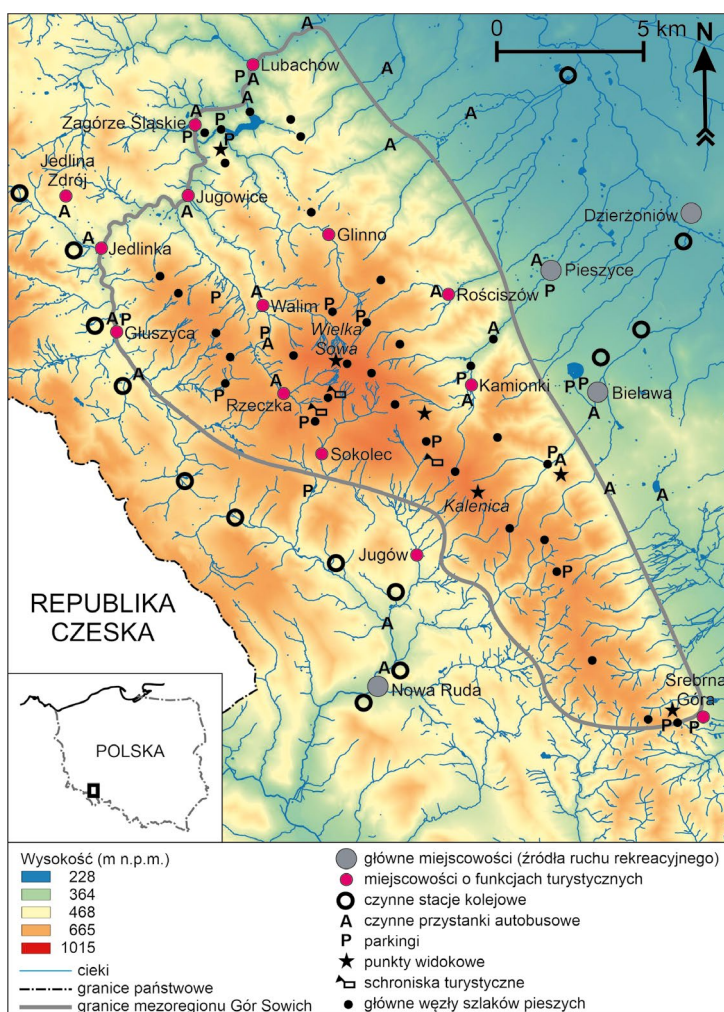 A
0 5 km
N
P Lubachów
A
A
A
A
A P
Zagórze Śląskie
P P
A
Jedlina
Zdrój
A
Jugowice
A
Dzierżoniów
Glinno
A
Jedlinka
A
Pieszyce
P
A Rościszów
P
Walim
P P
A P
Głuszyca
Wielka
Sowa
P
A
A
P
Kamionki
A
P P
Bielawa
A
A
P
Rzeczka
A
P
P
Sokolec
P
A
P
Kalenica
A A
Jugów
P
REPUBLIKA
CZESKA
A
A
Nowa Ruda
Srebrna
Góra
P P
POLSKA
Wysokość (m n.p.m.)
228
364
468
665
1015
cieki
granice państwowe
granice mezoregionu Gór Sowich
główne miejscowości (źródła ruchu rekreacyjnego)
miejscowości o funkcjach turystycznych
czynne stacje kolejowe
A czynne przystanki autobusowe
P parkingi
punkty widokowe
schroniska turystyczne
główne węzły szlaków pieszych